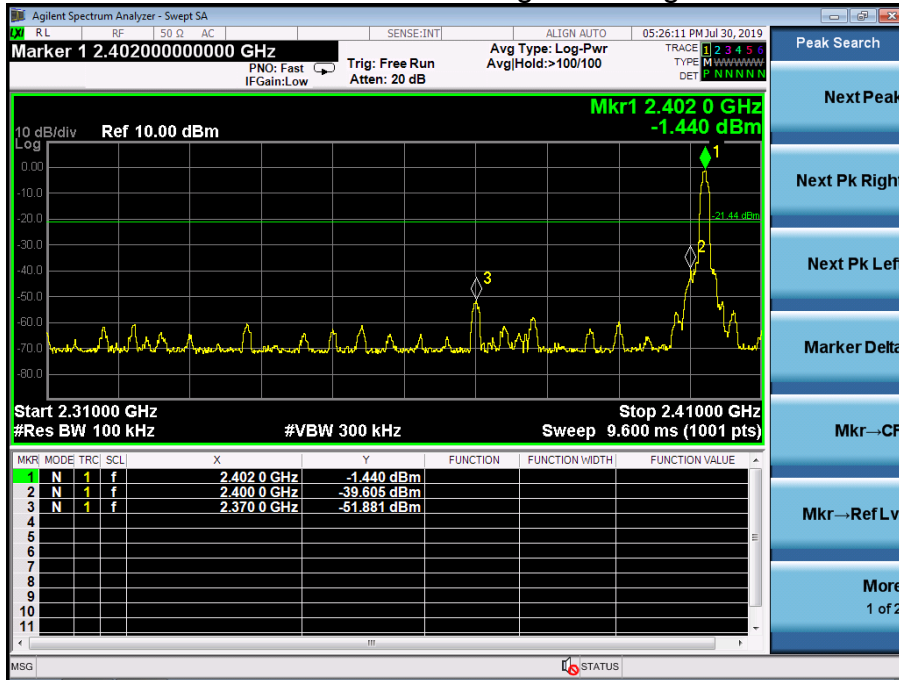 Agilent Spectrum Analyzer - Swept SA
LXI RL RF 50 Ω AC SENSE:INT ALIGN AUTO 05:26:11 PM Jul 30, 2019
Marker 1 2.402000000000 GHz
PNO: Fast
IFGain:Low
Trig: Free Run
Atten: 20 dB
Avg Type: Log-Pwr
Avg|Hold:>100/100
TRACE 1 2 3 4 5 6
TYPE M WWWWW
DET P N N N N N
Peak Search
Next Peak
Next Pk Right
Next Pk Left
Marker Delta
Mkr→CF
Mkr→Ref Lv
More
1 of 2
Mkr1 2.402 0 GHz
-1.440 dBm
10 dB/div Ref 10.00 dBm
Log
1
0.00
-10.0
-20.0
-21.44 dBm
-30.0
2
-40.0
3
-50.0
-60.0
-70.0
-80.0
Start 2.31000 GHz Stop 2.41000 GHz
#Res BW 100 kHz #VBW 300 kHz Sweep 9.600 ms (1001 pts)
MKR MODE TRC SCL X Y FUNCTION FUNCTION WIDTH FUNCTION VALUE
1 N 1 f 2.402 0 GHz -1.440 dBm
2 N 1 f 2.400 0 GHz -39.605 dBm
3 N 1 f 2.370 0 GHz -51.881 dBm
4
5
6
7
8
9
10
11
MSG STATUS